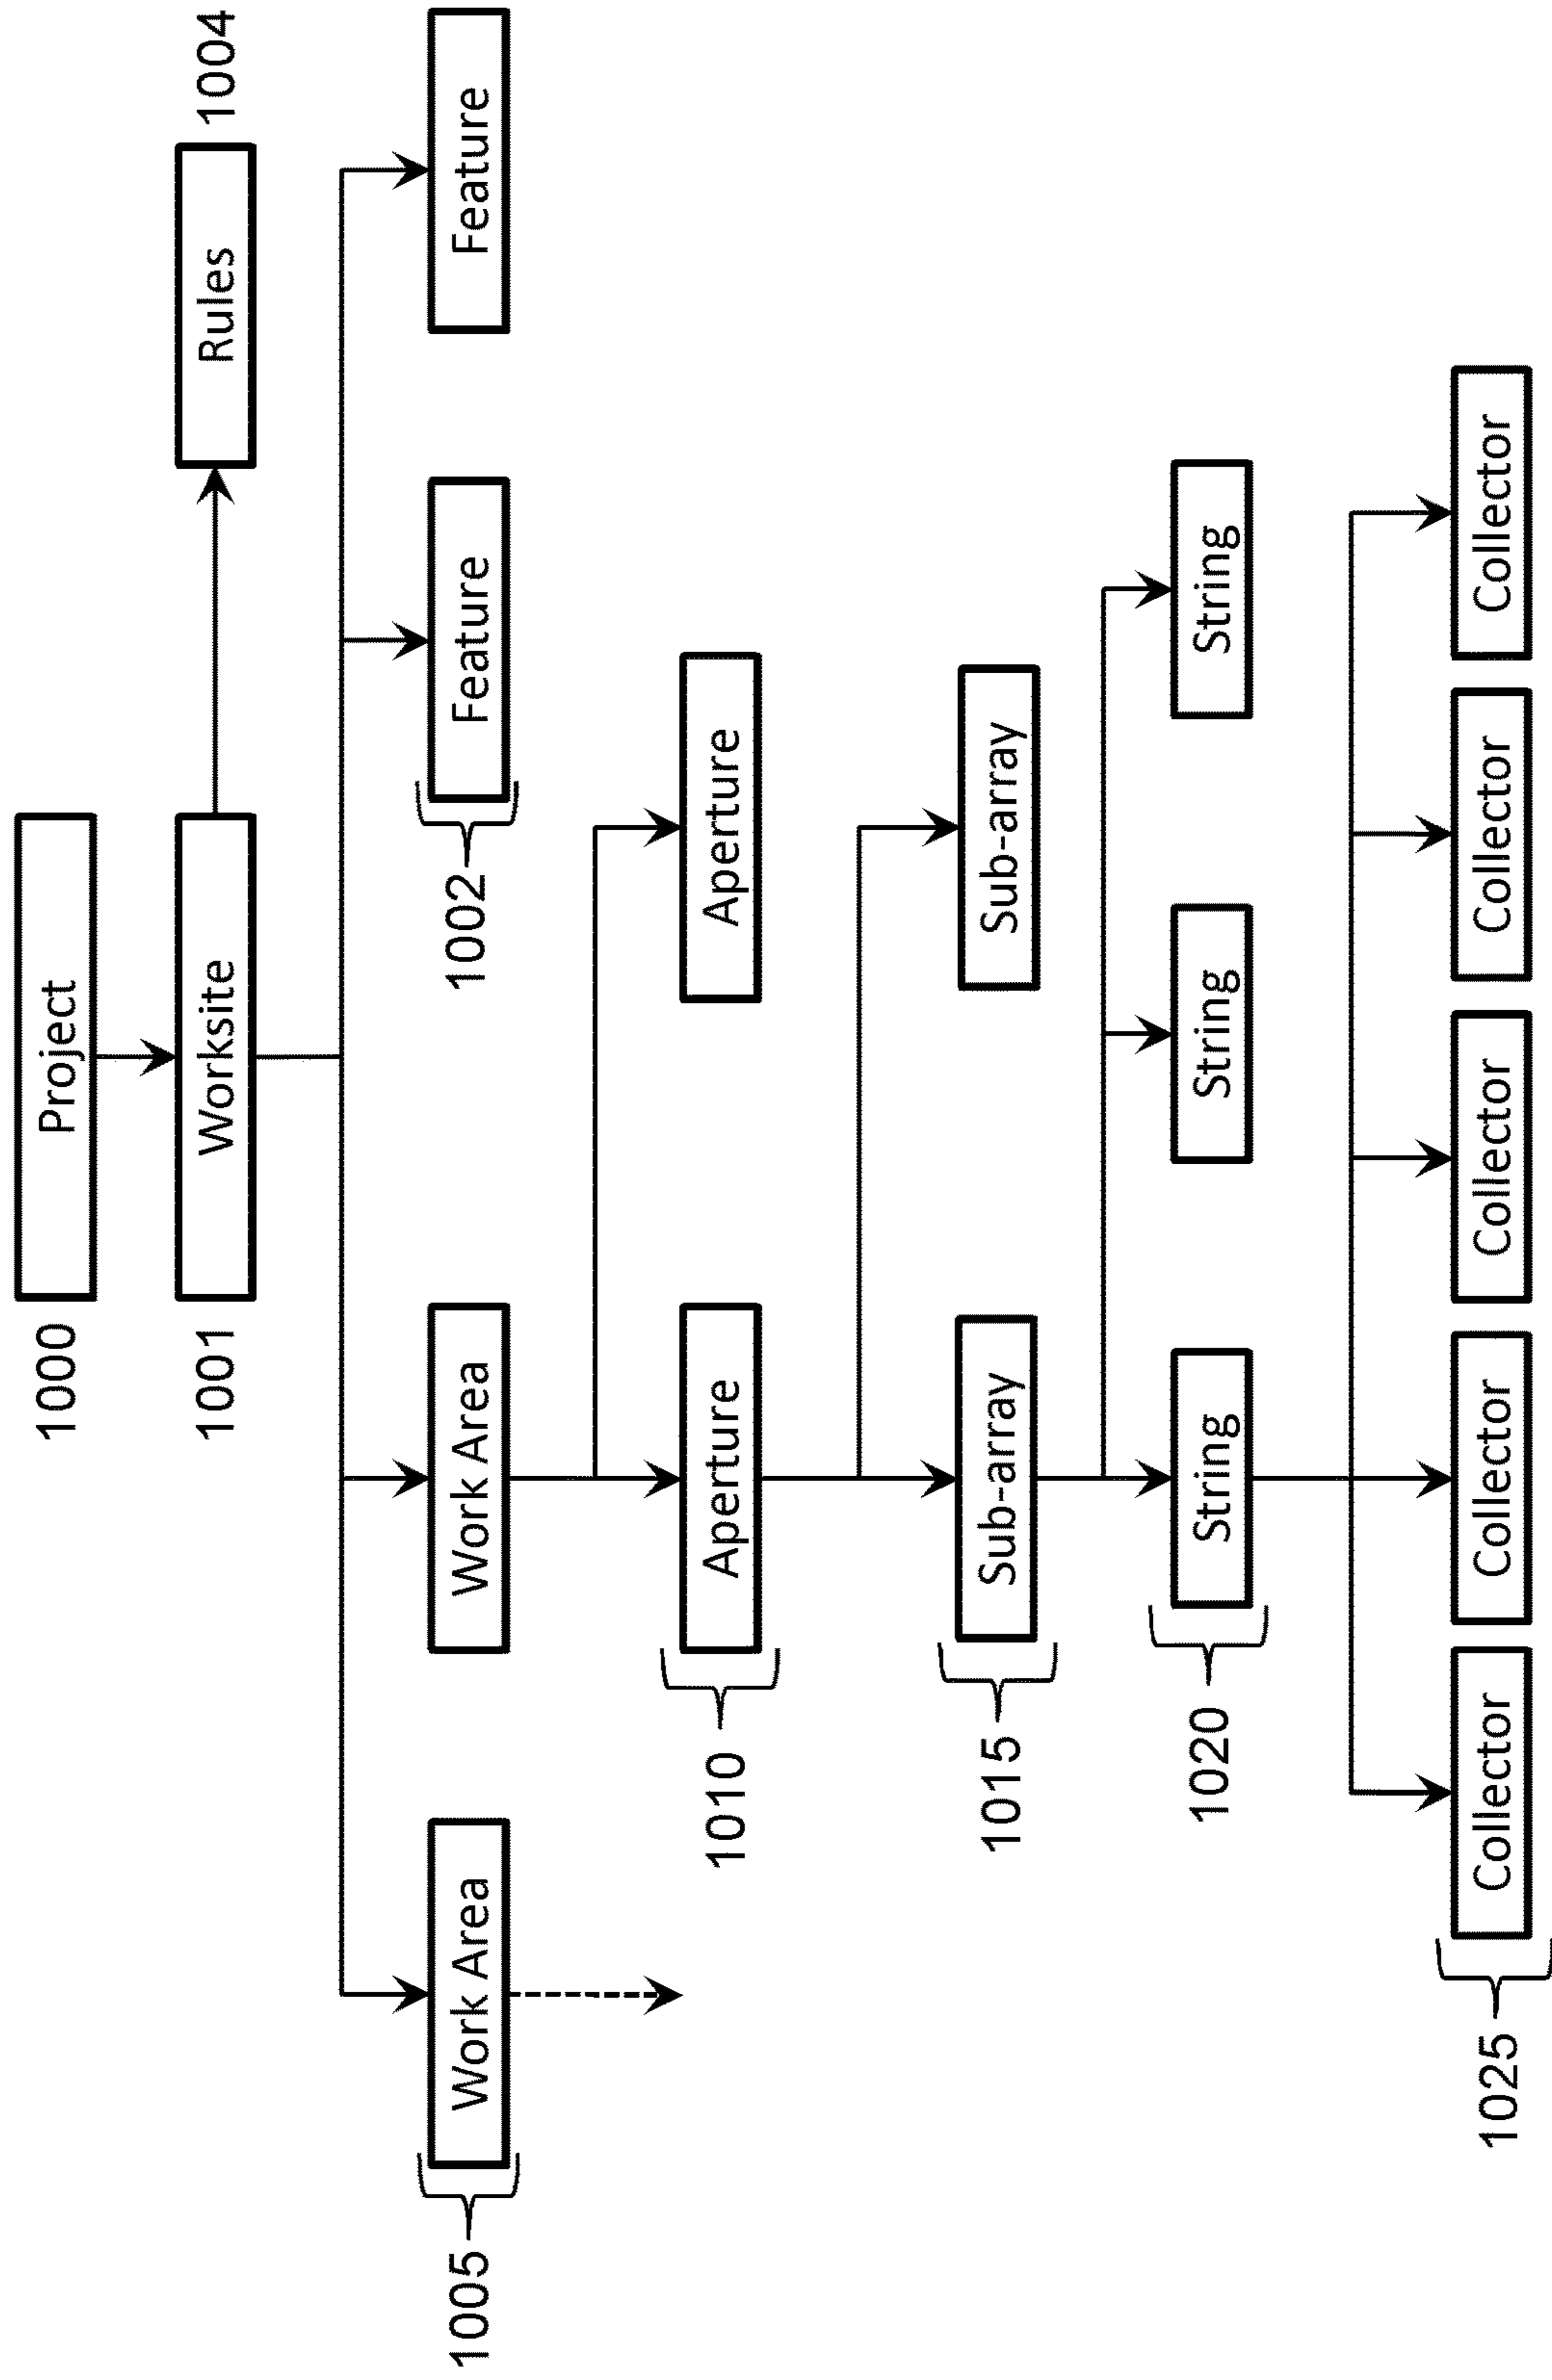 1000 Project
1001 Worksite Rules 1004
1005 Work Area Work Area 1002 Feature Feature
1010 Aperture Aperture
1015 Sub-array Sub-array
1020 String String String
1025 Collector Collector Collector Collector Collector